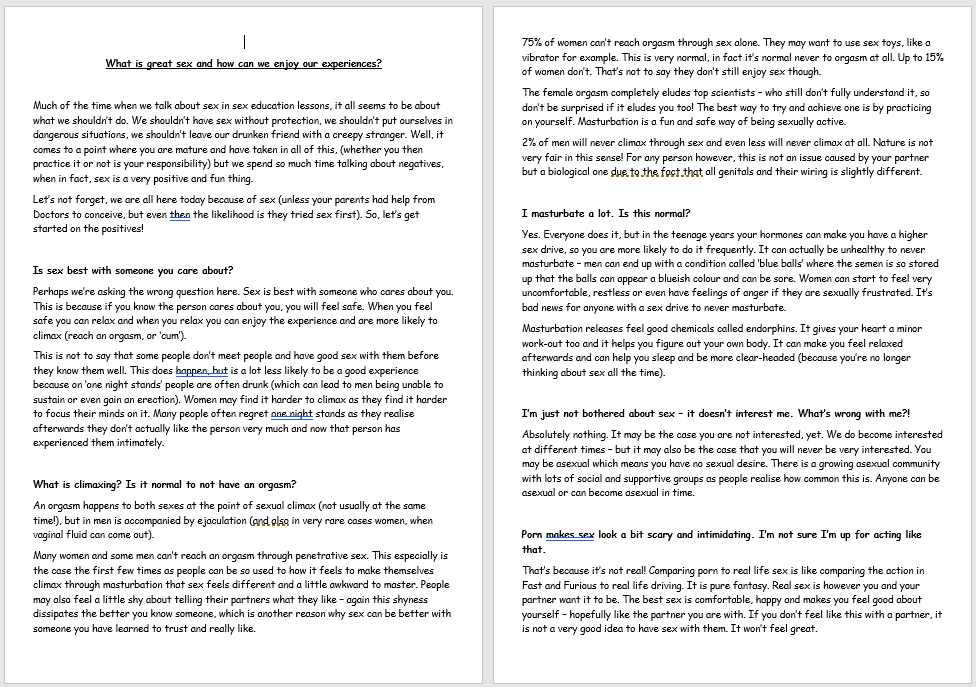 What is great sex and how can we enjoy our experiences?
Much of the time when we talk about sex in sex education lessons, it all seems to be about
what we shouldn't do. We shouldn't have sex without protection, we shouldn't put ourselves in
dangerous situations, we shouldn't leave our drunken friend with a creepy stranger. Well, it
comes to a point where you are mature and have taken in all of this, (whether you then
practice it or not is your responsibility) but we spend so much time talking about negatives,
when in fact, sex is a very positive and fun thing.
Let's not forget, we are all here today because of sex (unless your parents had help from
Doctors to conceive, but even then the likelihood is they tried sex first). So, let's get
started on the positives!
Is sex best with someone you care about?
Perhaps we're asking the wrong question here. Sex is best with someone who cares about you.
This is because if you know the person cares about you, you will feel safe. When you feel
safe you can relax and when you relax you can enjoy the experience and are more likely to
climax (reach an orgasm, or 'cum').
This is not to say that some people don't meet people and have good sex with them before
they know them well. This does happen, but is a lot less likely to be a good experience
because on 'one night stands' people are often drunk (which can lead to men being unable to
sustain or even gain an erection). Women may find it harder to climax as they find it harder
to focus their minds on it. Many people often regret one night stands as they realise
afterwards they don't actually like the person very much and now that person has
experienced them intimately.
What is climaxing? Is it normal to not have an orgasm?
An orgasm happens to both sexes at the point of sexual climax (not usually at the same
time!), but in men is accompanied by ejaculation (and also in very rare cases women, when
vaginal fluid can come out).
Many women and some men can't reach an orgasm through penetrative sex. This especially is
the case the first few times as people can be so used to how it feels to make themselves
climax through masturbation that sex feels different and a little awkward to master. People
may also feel a little shy about telling their partners what they like – again this shyness
dissipates the better you know someone, which is another reason why sex can be better with
someone you have learned to trust and really like.
75% of women can't reach orgasm through sex alone. They may want to use sex toys, like a
vibrator for example. This is very normal, in fact it's normal never to orgasm at all. Up to 15%
of women don't. That's not to say they don't still enjoy sex though.
The female orgasm completely eludes top scientists – who still don't fully understand it, so
don't be surprised if it eludes you too! The best way to try and achieve one is by practicing
on yourself. Masturbation is a fun and safe way of being sexually active.
2% of men will never climax through sex and even less will never climax at all. Nature is not
very fair in this sense! For any person however, this is not an issue caused by your partner
but a biological one due to the fact that all genitals and their wiring is slightly different.
I masturbate a lot. Is this normal?
Yes. Everyone does it, but in the teenage years your hormones can make you have a higher
sex drive, so you are more likely to do it frequently. It can actually be unhealthy to never
masturbate – men can end up with a condition called 'blue balls' where the semen is so stored
up that the balls can appear a blueish colour and can be sore. Women can start to feel very
uncomfortable, restless or even have feelings of anger if they are sexually frustrated. It's
bad news for anyone with a sex drive to never masturbate.
Masturbation releases feel good chemicals called endorphins. It gives your heart a minor
work-out too and it helps you figure out your own body. It can make you feel relaxed
afterwards and can help you sleep and be more clear-headed (because you're no longer
thinking about sex all the time).
I'm just not bothered about sex – it doesn't interest me. What's wrong with me?!
Absolutely nothing. It may be the case you are not interested, yet. We do become interested
at different times – but it may also be the case that you will never be very interested. You
may be asexual which means you have no sexual desire. There is a growing asexual community
with lots of social and supportive groups as people realise how common this is. Anyone can be
asexual or can become asexual in time.
Porn makes sex look a bit scary and intimidating. I'm not sure I'm up for acting like
that.
That's because it's not real! Comparing porn to real life sex is like comparing the action in
Fast and Furious to real life driving. It is pure fantasy. Real sex is however you and your
partner want it to be. The best sex is comfortable, happy and makes you feel good about
yourself – hopefully like the partner you are with. If you don't feel like this with a partner, it
is not a very good idea to have sex with them. It won't feel great.